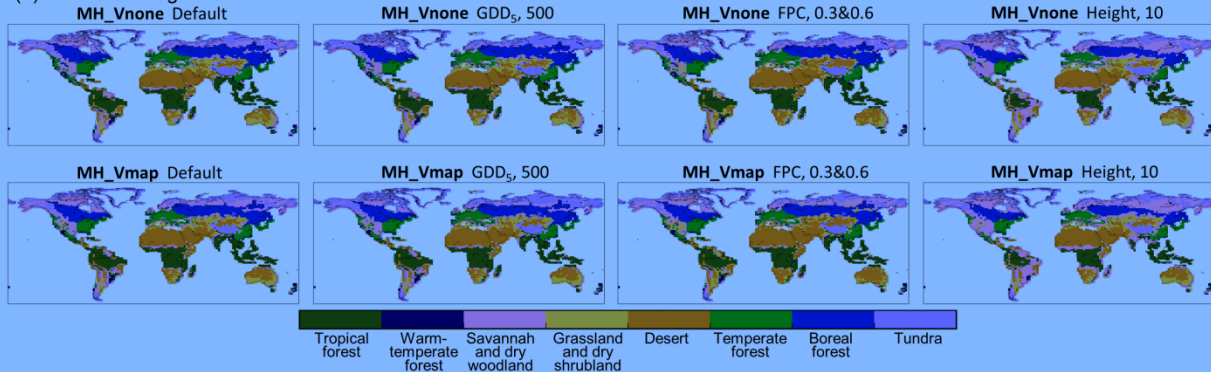 MH_Vnone Default
MH_Vnone GDD₅, 500
MH_Vnone FPC, 0.3&0.6
MH_Vnone Height, 10
MH_Vmap Default
MH_Vmap GDD₅, 500
MH_Vmap FPC, 0.3&0.6
MH_Vmap Height, 10
Tropical
forest
Warm-
temperate
forest
Savannah
and dry
woodland
Grassland
and dry
shrubland
Desert
Temperate
forest
Boreal
forest
Tundra